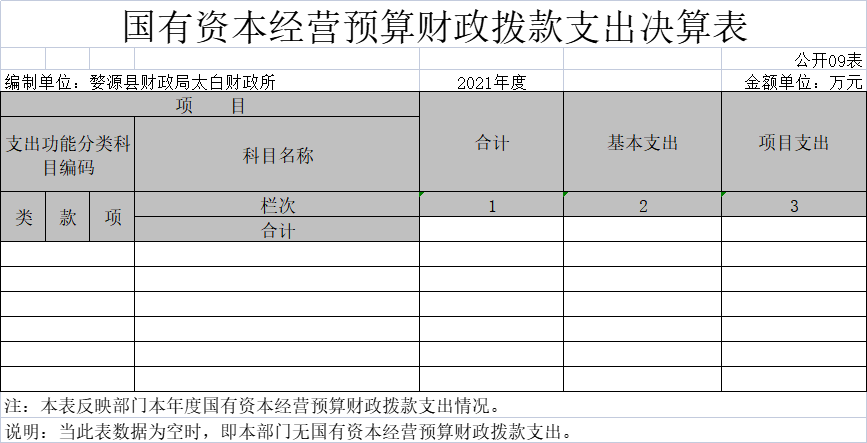 国有资本经营预算财政拨款支出决算表
公开09表
编制单位：婺源县财政局太白财政所 2021年度 金额单位：万元
项 目
支出功能分类科目编码 科目名称 合计 基本支出 项目支出
类 款 项 栏次 1 2 3
合计
注：本表反映部门本年度国有资本经营预算财政拨款支出情况。
说明：当此表数据为空时，即本部门无国有资本经营预算财政拨款支出。